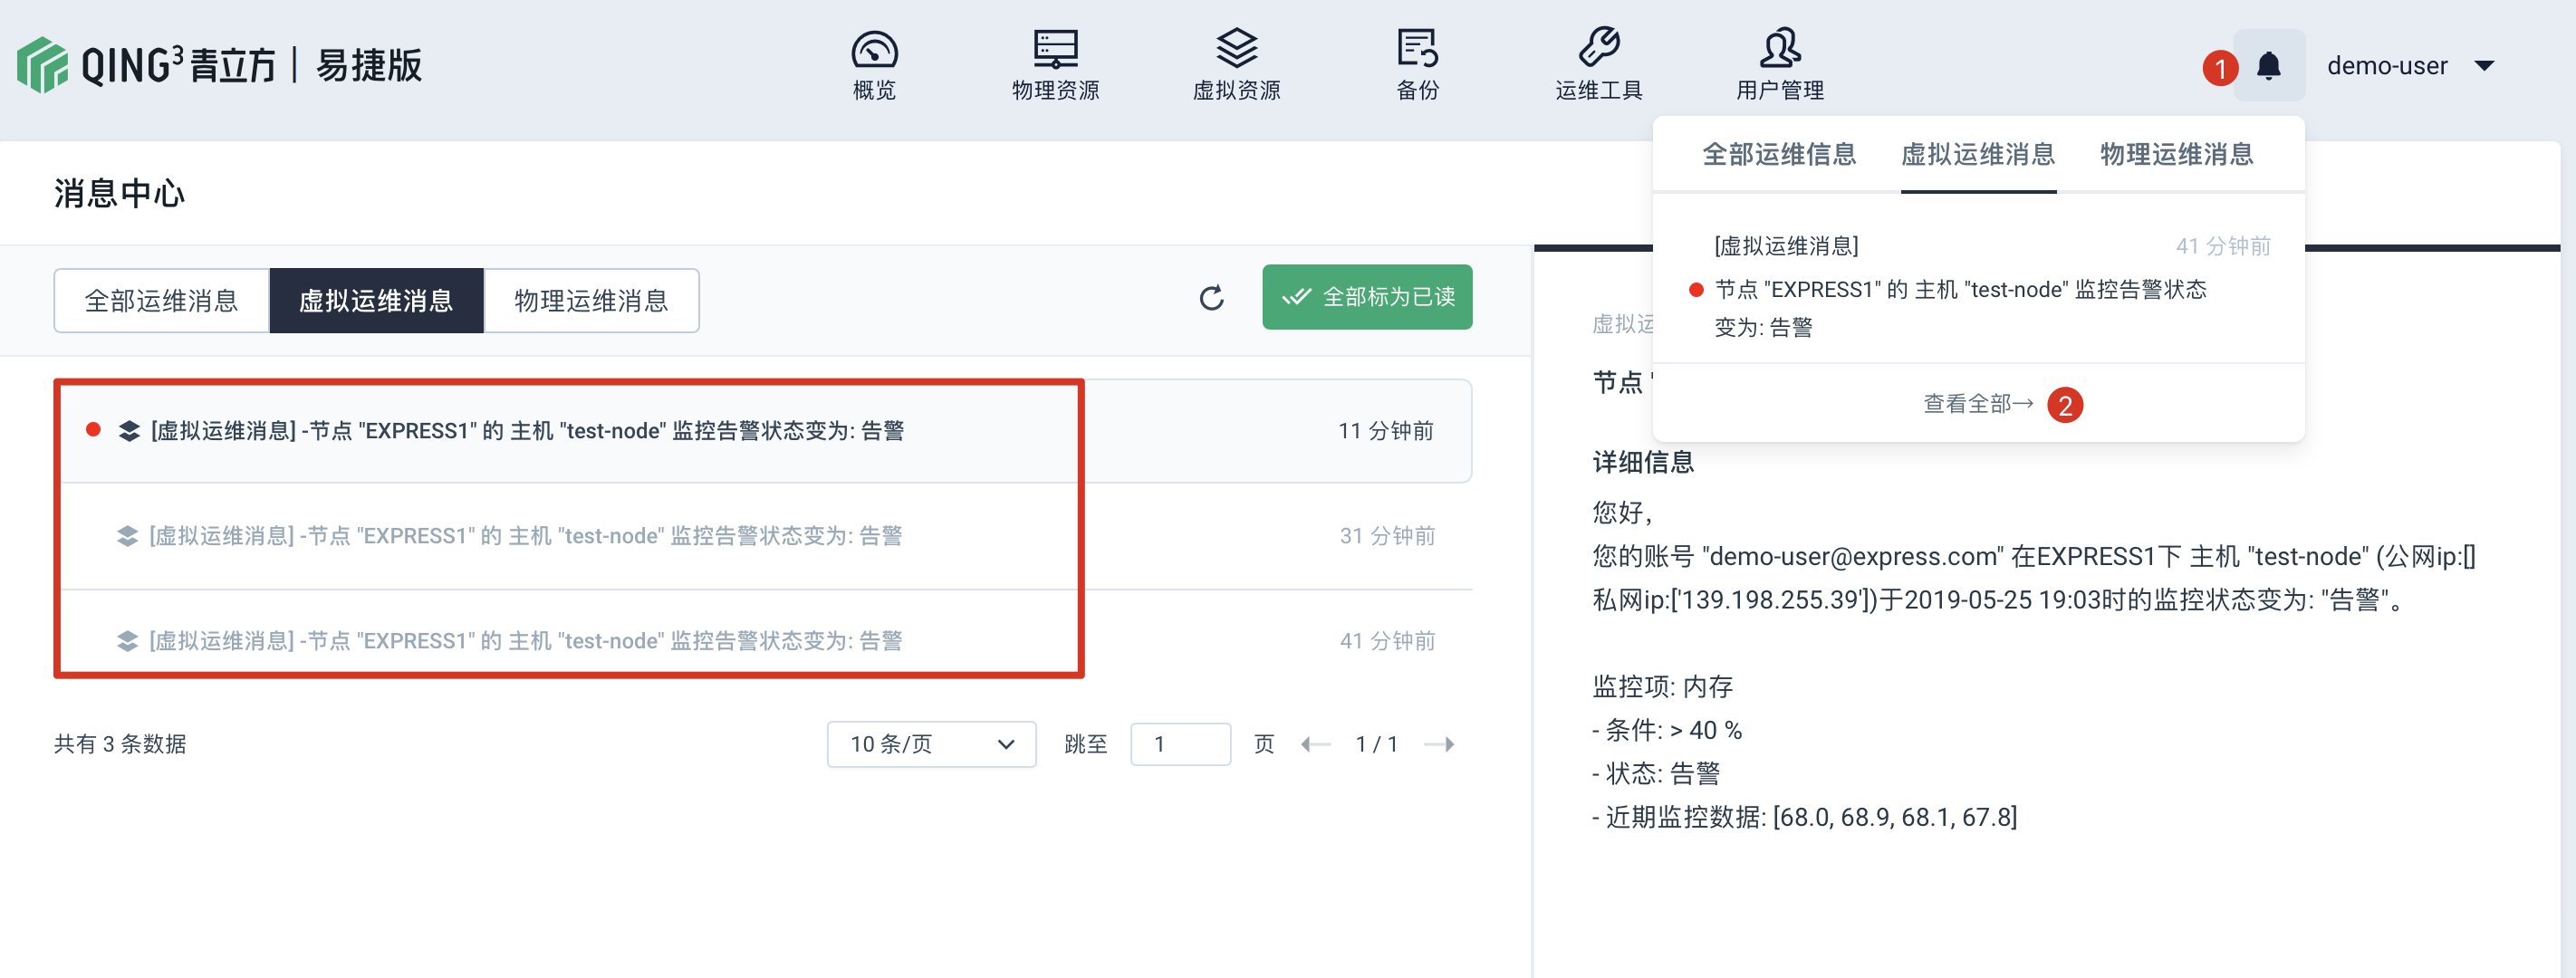 QING³青立方 | 易捷版
概览
物理资源
虚拟资源
备份
运维工具
用户管理
1
demo-user
全部运维信息
虚拟运维消息
物理运维消息
[虚拟运维消息]
41 分钟前
节点 "EXPRESS1" 的 主机 "test-node" 监控告警状态
变为: 告警
查看全部→
2
消息中心
全部运维消息
虚拟运维消息
物理运维消息
全部标为已读
[虚拟运维消息] -节点 "EXPRESS1" 的 主机 "test-node" 监控告警状态变为: 告警
11 分钟前
[虚拟运维消息] -节点 "EXPRESS1" 的 主机 "test-node" 监控告警状态变为: 告警
31 分钟前
[虚拟运维消息] -节点 "EXPRESS1" 的 主机 "test-node" 监控告警状态变为: 告警
41 分钟前
共有 3 条数据
10 条/页
跳至
1
页
1 / 1
虚拟运
节点 "
详细信息
您好,
您的账号 "demo-user@express.com" 在EXPRESS1下 主机 "test-node" (公网ip:[]
私网ip:['139.198.255.39'])于2019-05-25 19:03时的监控状态变为: "告警"。
监控项: 内存
- 条件: > 40 %
- 状态: 告警
- 近期监控数据: [68.0, 68.9, 68.1, 67.8]